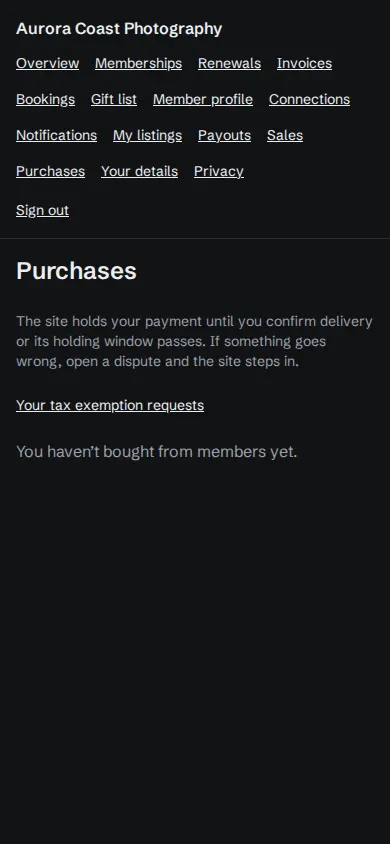 Aurora Coast Photography
Overview Memberships Renewals Invoices
Bookings Gift list Member profile Connections
Notifications My listings Payouts Sales
Purchases Your details Privacy
Sign out
Purchases
The site holds your payment until you confirm delivery
or its holding window passes. If something goes
wrong, open a dispute and the site steps in.
Your tax exemption requests
You haven’t bought from members yet.